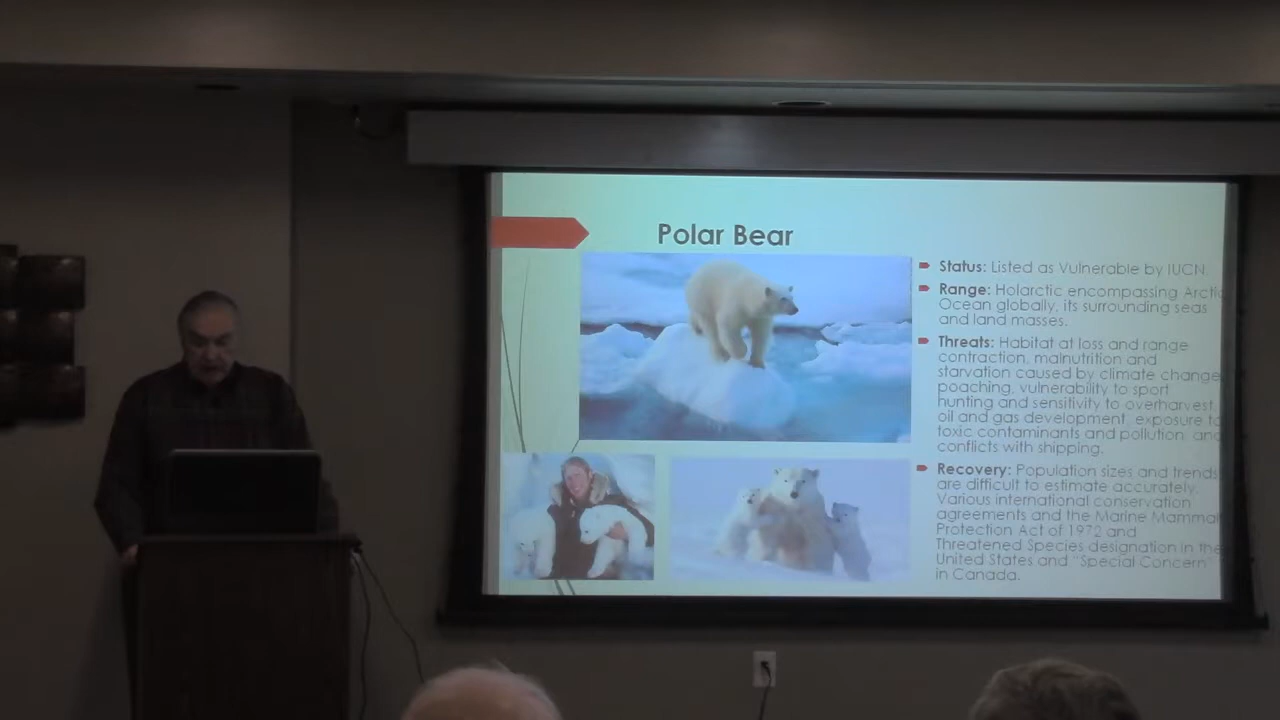 Polar Bear
Status: Listed as Vulnerable by IUCN.
Range: Holarctic encompassing Arctic
Ocean globally, its surrounding seas
and land masses.
Threats: Habitat at loss and range
contraction, malnutrition and
starvation caused by climate change,
poaching, vulnerability to sport
hunting and sensitivity to overharvest,
oil and gas development, exposure to
toxic contaminants and pollution, and
conflicts with shipping.
Recovery: Population sizes and trends
are difficult to estimate accurately.
Various international conservation
agreements and the Marine Mammal
Protection Act of 1972 and
Threatened Species designation in the
United States and "Special Concern"
in Canada.